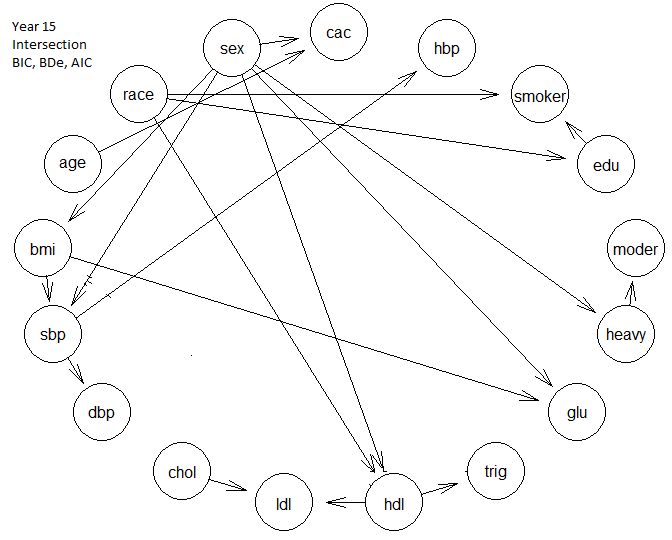 Year 15
Intersection
BIC, BDe, AIC
sex
cac
hbp
race
smoker
age
edu
bmi
moder
sbp
heavy
dbp
glu
chol
trig
ldl
hdl